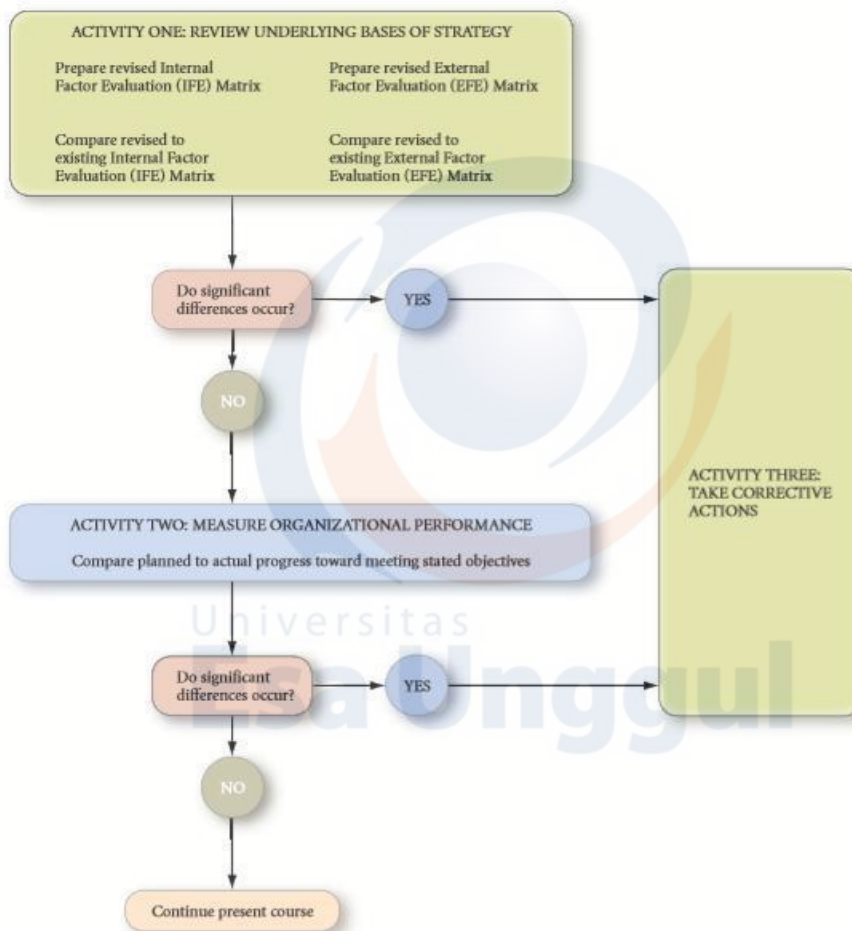 ACTIVITY ONE: REVIEW UNDERLYING BASES OF STRATEGY
Prepare revised Internal
Factor Evaluation (IFE) Matrix
Prepare revised External
Factor Evaluation (EFE) Matrix
Compare revised to
existing Internal Factor
Evaluation (IFE) Matrix
Compare revised to
existing External Factor
Evaluation (EFE) Matrix
Do significant
differences occur?
YES
NO
ACTIVITY THREE:
TAKE CORRECTIVE
ACTIONS
ACTIVITY TWO: MEASURE ORGANIZATIONAL PERFORMANCE
Compare planned to actual progress toward meeting stated objectives
Universitas
Esa Unggul
Do significant
differences occur?
YES
NO
Continue present course